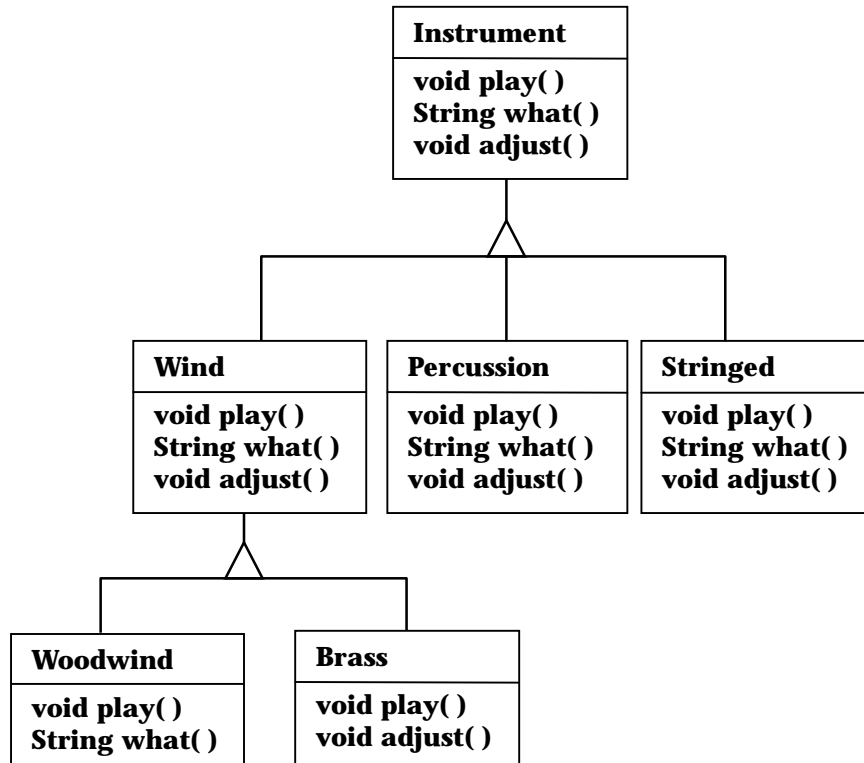 Instrument
void play( )
String what( )
void adjust( )
Wind
void play( )
String what( )
void adjust( )
Percussion
void play( )
String what( )
void adjust( )
Stringed
void play( )
String what( )
void adjust( )
Woodwind
void play( )
String what( )
Brass
void play( )
void adjust( )